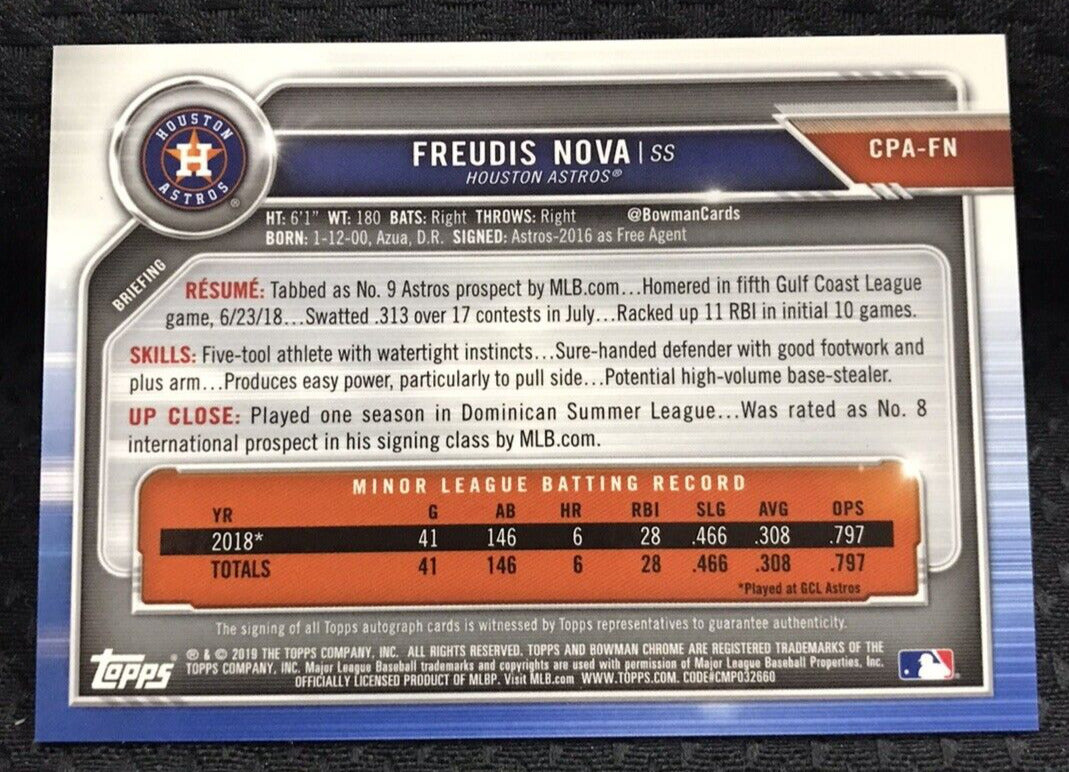 HOUSTON
H
ASTROS®
FREUDIS NOVA | SS
HOUSTON ASTROS®
CPA-FN
HT: 6'1" WT: 180 BATS: Right THROWS: Right @BowmanCards
BORN: 1-12-00, Azua, D.R. SIGNED: Astros-2016 as Free Agent
BRIEFING
RÉSUMÉ: Tabbed as No. 9 Astros prospect by MLB.com...Homered in fifth Gulf Coast League
game, 6/23/18...Swatted .313 over 17 contests in July...Racked up 11 RBI in initial 10 games.
SKILLS: Five-tool athlete with watertight instincts...Sure-handed defender with good footwork and
plus arm...Produces easy power, particularly to pull side...Potential high-volume base-stealer.
UP CLOSE: Played one season in Dominican Summer League...Was rated as No. 8
international prospect in his signing class by MLB.com.
MINOR LEAGUE BATTING RECORD
YR G AB HR RBI SLG AVG OPS
2018* 41 146 6 28 .466 .308 .797
TOTALS 41 146 6 28 .466 .308 .797
*Played at GCL Astros
The signing of all Topps autograph cards is witnessed by Topps representatives to guarantee authenticity.
topps ® & © 2019 THE TOPPS COMPANY, INC. ALL RIGHTS RESERVED. TOPPS AND BOWMAN CHROME ARE REGISTERED TRADEMARKS OF THE
TOPPS COMPANY, INC. Major League Baseball trademarks and copyrights are used with permission of Major League Baseball Properties, Inc.
OFFICIALLY LICENSED PRODUCT OF MLBP. Visit MLB.com WWW.TOPPS.COM. CODE#CMP032660